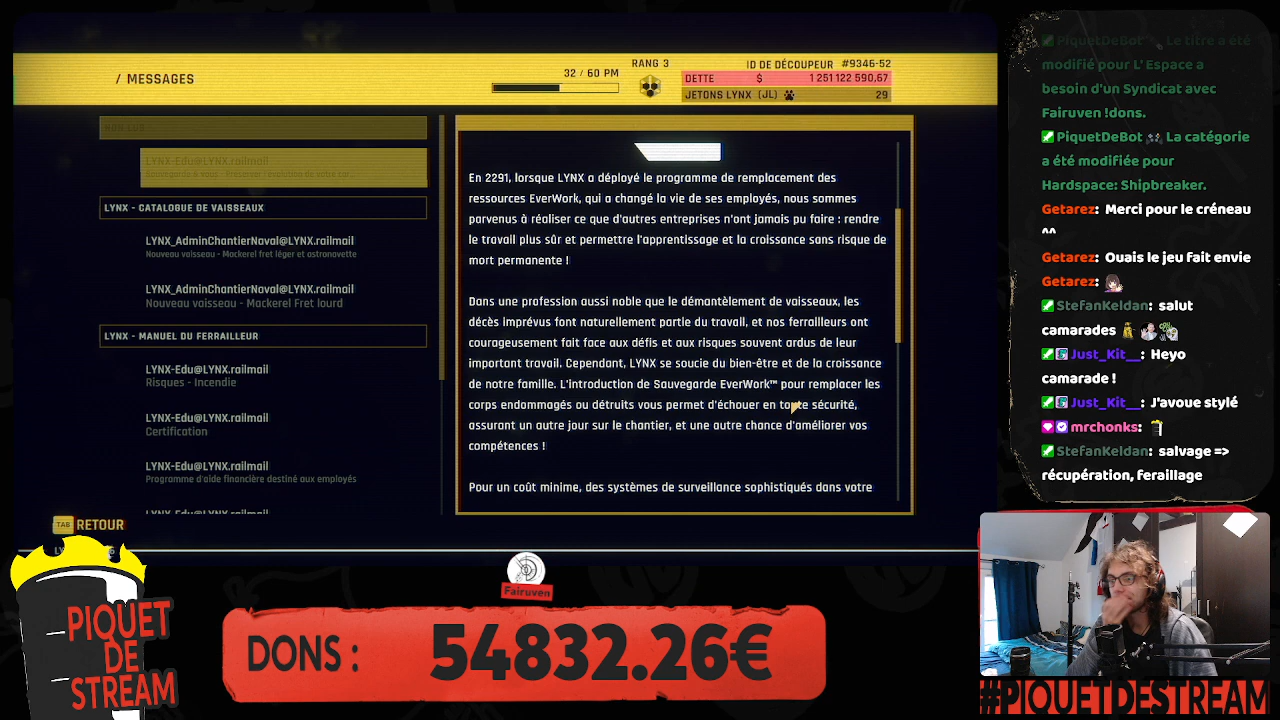 / MESSAGES
32 / 60 PM
RANG 3
ID DE DÉCOUPEUR #9346-52
DETTE $ 1 251 122 590,67
JETONS LYNX (JL) 29
LYNX-Edu@LYNX.railmail
LYNX - CATALOGUE DE VAISSEAUX
LYNX_AdminChantierNaval@LYNX.railmail
Nouveau vaisseau - Mackerel fret léger et astronavette
LYNX_AdminChantierNaval@LYNX.railmail
Nouveau vaisseau - Mackerel Fret lourd
LYNX - MANUEL DU FERRAILLEUR
LYNX-Edu@LYNX.railmail
Risques - Incendie
LYNX-Edu@LYNX.railmail
Certification
LYNX-Edu@LYNX.railmail
Programme d'aide financière destiné aux employés
LYNX-Edu@LYNX.railmail
TAB RETOUR
En 2291, lorsque LYNX a déployé le programme de remplacement des
ressources EverWork, qui a changé la vie de ses employés, nous sommes
parvenus à réaliser ce que d'autres entreprises n'ont jamais pu faire : rendre
le travail plus sûr et permettre l'apprentissage et la croissance sans risque de
mort permanente !
Dans une profession aussi noble que le démantèlement de vaisseaux, les
décès imprévus font naturellement partie du travail, et nos ferrailleurs ont
courageusement fait face aux défis et aux risques souvent ardus de leur
important travail. Cependant, LYNX se soucie du bien-être et de la croissance
de notre famille. L'introduction de Sauvegarde EverWork™ pour remplacer les
corps endommagés ou détruits vous permet d'échouer en toute sécurité,
assurant un autre jour sur le chantier, et une autre chance d'améliorer vos
compétences !
Pour un coût minime, des systèmes de surveillance sophistiqués dans votre
PiquetDeBot Le titre a été
modifié pour L' Espace a
besoin d'un Syndicat avec
Fairuven !dons.
PiquetDeBot La catégorie
a été modifiée pour
Hardspace: Shipbreaker.
Getarez: Merci pour le créneau
^^
Getarez: Ouais le jeu fait envie
Getarez:
StefanKeldan: salut
camarades
Just_Kit__: Heyo
camarade !
Just_Kit__: J'avoue stylé
mrchonks:
StefanKeldan: salvage =>
récupération, feraillage
PIQUET
DE
STREAM
Fairuven
DONS : 54832.26€
#PIQUETDESTREAM